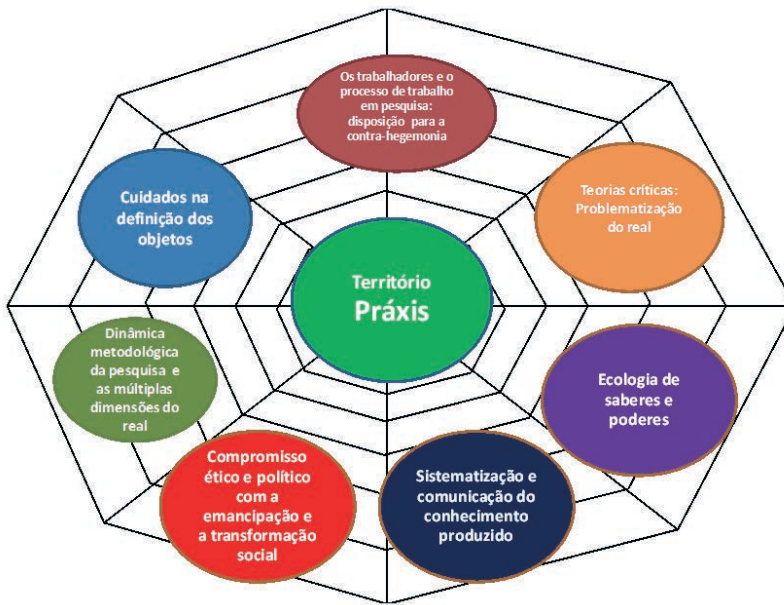 Os trabalhadores e o
processo de trabalho
em pesquisa:
disposição para a
contra-hegemonia
Cuidados na
definição dos
objetos
Teorias críticas:
Problematização
do real
Território
Práxis
Dinâmica
metodológica
da pesquisa e
as múltiplas
dimensões do
real
Ecologia de
saberes e
poderes
Compromisso
ético e político
com a
emancipação e
a transformação
social
Sistematização e
comunicação do
conhecimento
produzido